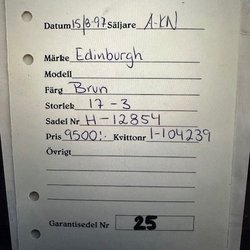 Datum 15/8-97 Säljare A-KN
Märke Edinburgh
Modell
Färg Brun
Storlek 17-3
Sadel Nr H-12854
Pris 9500:- Kvittonr 1-104239
Övrigt
Garantisedel Nr 25